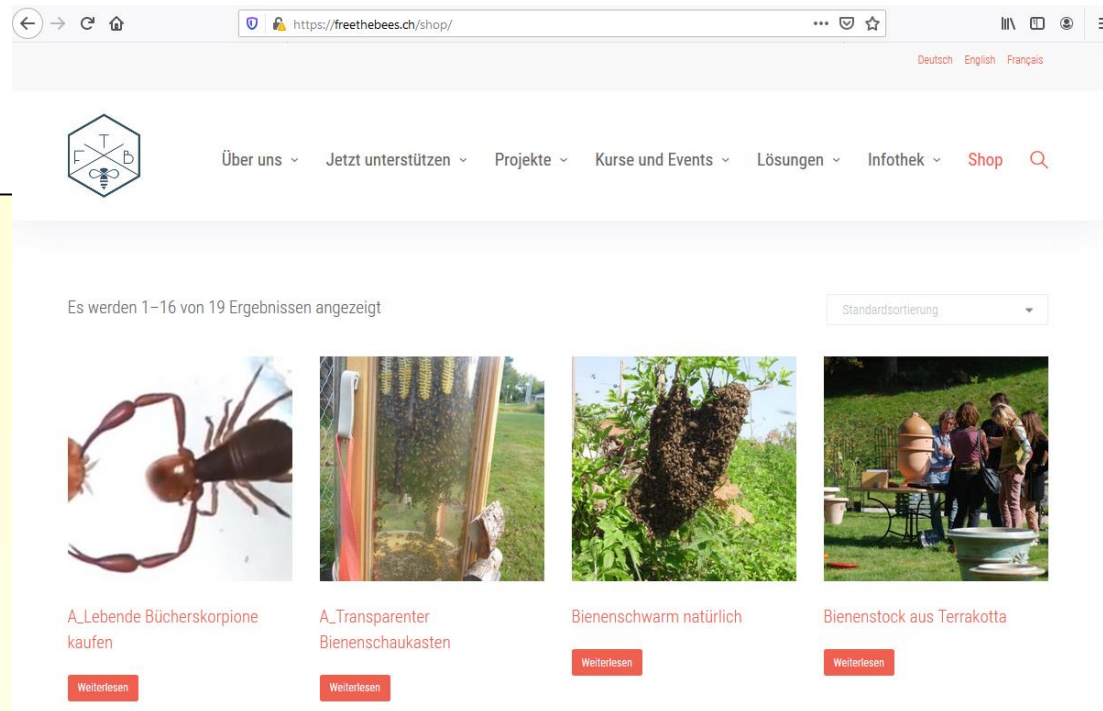 https://freethebees.ch/shop/
Deutsch English Français
F T B
Über uns Jetzt unterstützen Projekte Kurse und Events Lösungen Infothek Shop
Es werden 1–16 von 19 Ergebnissen angezeigt
Standardsortierung
A_Lebende Bücherskorpione
kaufen
Weiterlesen
A_Transparenter
Bienenschaukasten
Weiterlesen
Bienenschwarm natürlich
Weiterlesen
Bienenstock aus Terrakotta
Weiterlesen